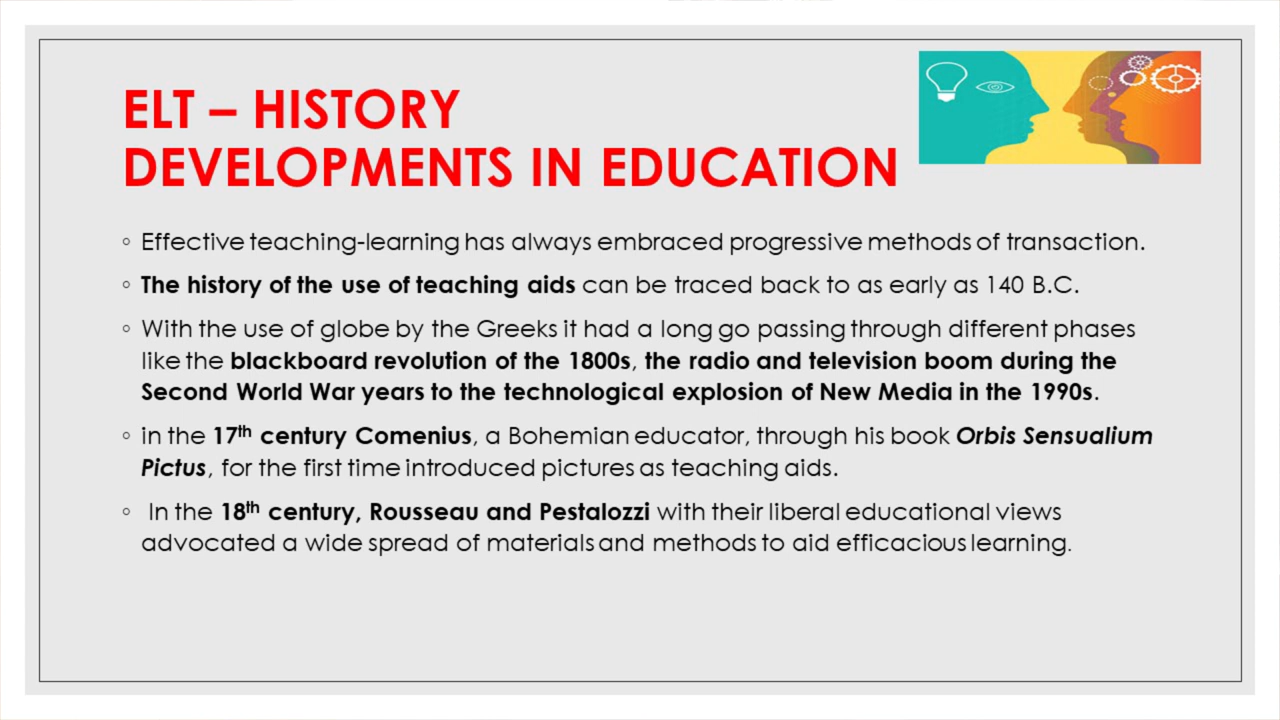 ELT – HISTORY
DEVELOPMENTS IN EDUCATION
◦ Effective teaching-learning has always embraced progressive methods of transaction.
◦ The history of the use of teaching aids can be traced back to as early as 140 B.C.
◦ With the use of globe by the Greeks it had a long go passing through different phases
like the blackboard revolution of the 1800s, the radio and television boom during the
Second World War years to the technological explosion of New Media in the 1990s.
◦ in the 17th century Comenius, a Bohemian educator, through his book Orbis Sensualium
Pictus, for the first time introduced pictures as teaching aids.
◦ In the 18th century, Rousseau and Pestalozzi with their liberal educational views
advocated a wide spread of materials and methods to aid efficacious learning.